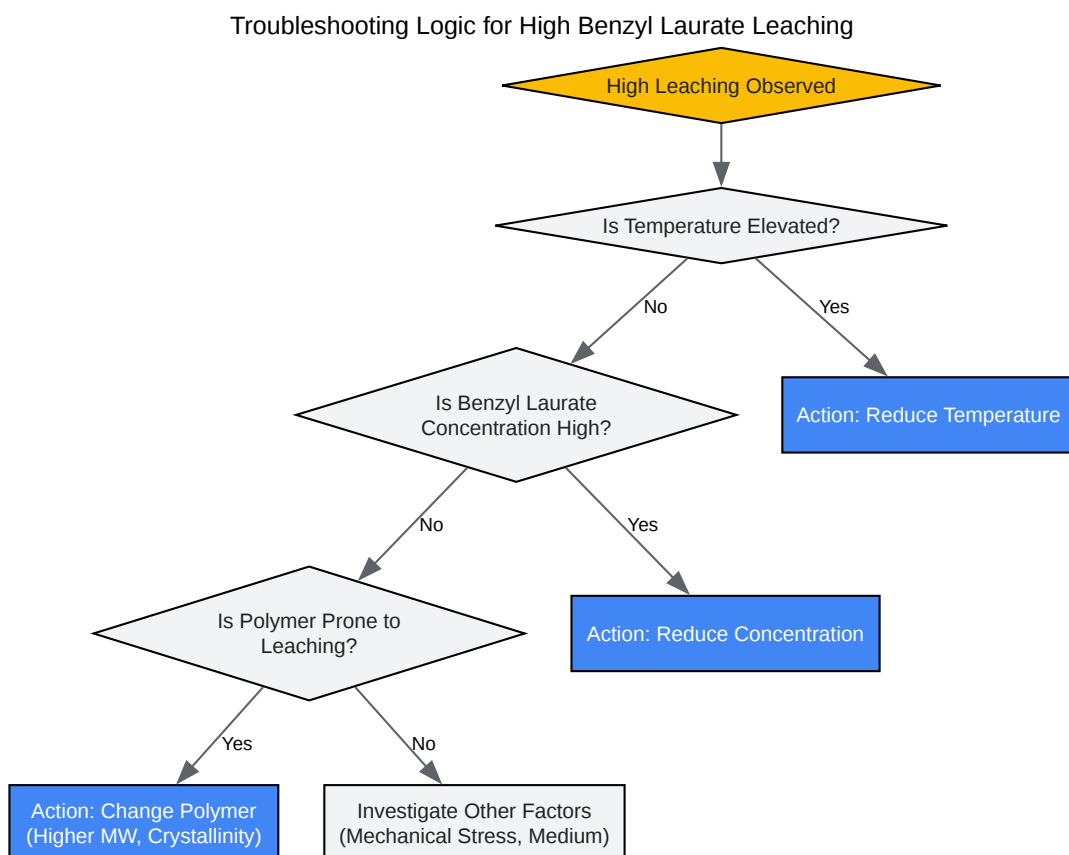 Troubleshooting Logic for High Benzyl Laurate Leaching
High Leaching Observed
Is Temperature Elevated?
No
Yes
Is Benzyl Laurate
Concentration High?
Action: Reduce Temperature
No
Yes
Is Polymer Prone to
Leaching?
Action: Reduce Concentration
Yes
No
Action: Change Polymer
(Higher MW, Crystallinity)
Investigate Other Factors
(Mechanical Stress, Medium)